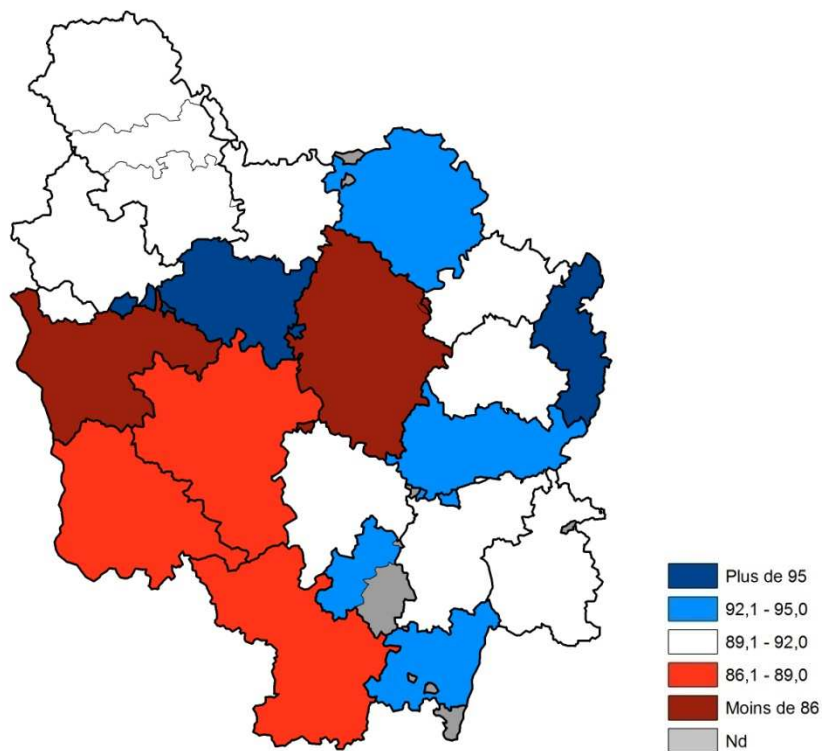 Plus de 95
92,1 - 95,0
89,1 - 92,0
86,1 - 89,0
Moins de 86
Nd